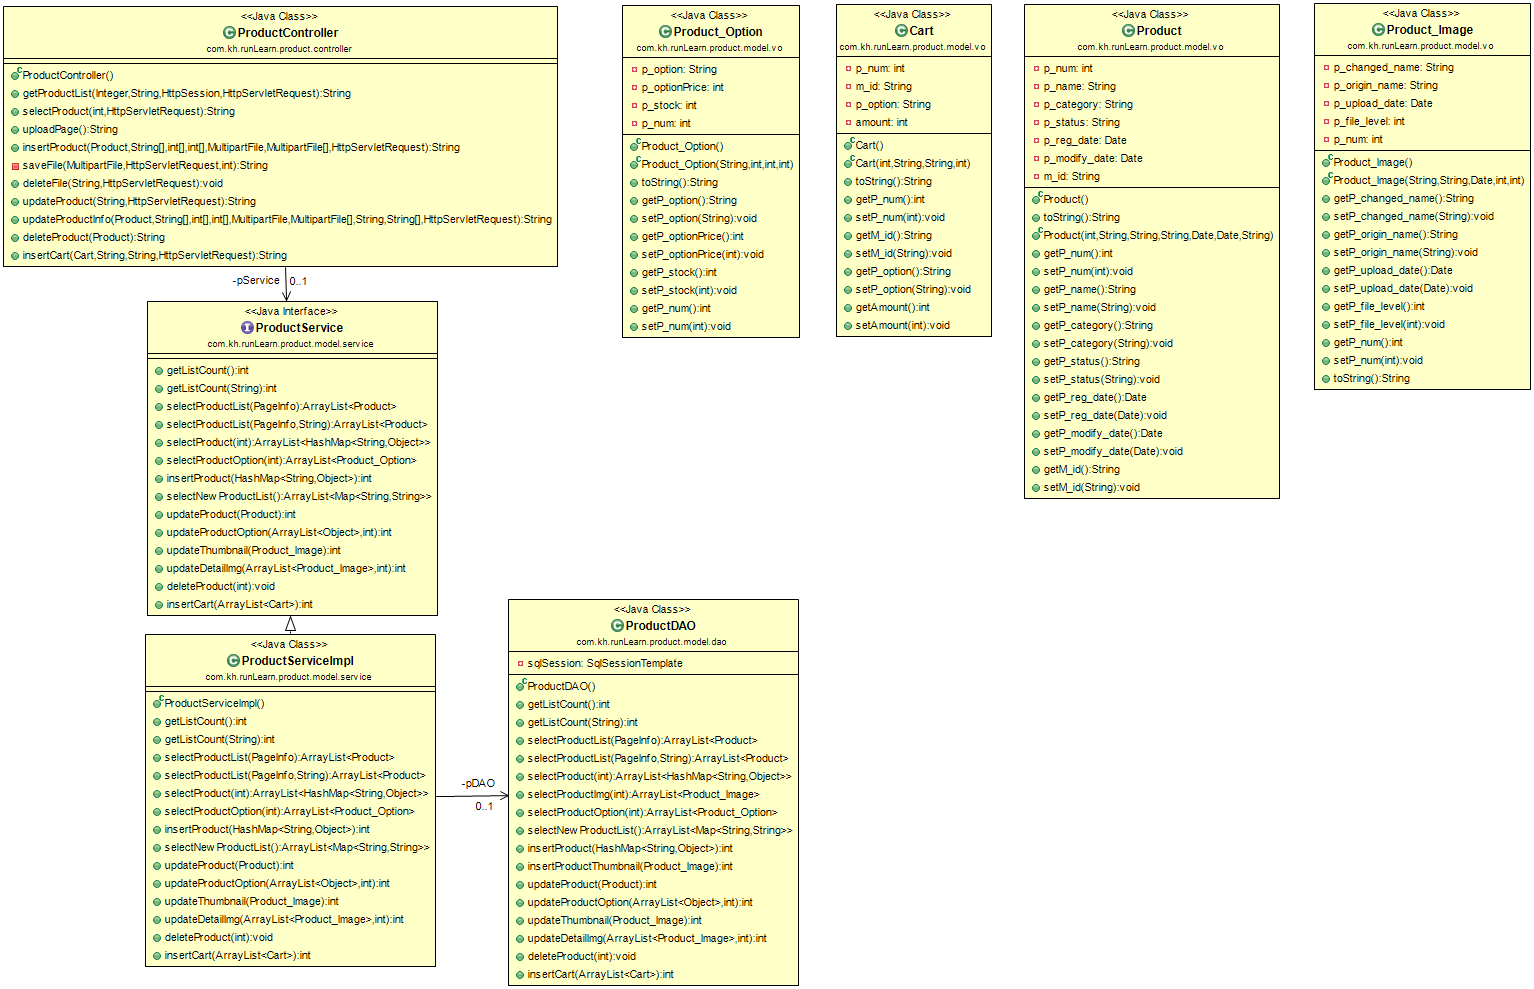 <<Java Class>>
ProductController
com.kh.runLearn.product.controller
ProductController()
getProductList(Integer,String,HttpSession,HttpServletRequest):String
selectProduct(int,HttpServletRequest):String
uploadPage():String
insertProduct(Product,String[],int[],int[],MultipartFile,MultipartFile[],HttpServletRequest):String
saveFile(MultipartFile,HttpServletRequest,int):String
deleteFile(String,HttpServletRequest):void
updateProduct(String,HttpServletRequest):String
updateProductInfo(Product,String[],int[],int[],MultipartFile,MultipartFile[],String,String[],HttpServletRequest):String
deleteProduct(Product):String
insertCart(Cart,String,String,HttpServletRequest):String
-pService 0..1
<<Java Interface>>
ProductService
com.kh.runLearn.product.model.service
getListCount():int
getListCount(String):int
selectProductList(PageInfo):ArrayList<Product>
selectProductList(PageInfo,String):ArrayList<Product>
selectProduct(int):ArrayList<HashMap<String,Object>>
selectProductOption(int):ArrayList<Product_Option>
insertProduct(HashMap<String,Object>):int
selectNewProductList():ArrayList<Map<String,String>>
updateProduct(Product):int
updateProductOption(ArrayList<Object>,int):int
updateThumbnail(Product_Image):int
updateDetailImg(ArrayList<Product_Image>,int):int
deleteProduct(int):void
insertCart(ArrayList<Cart>):int
<<Java Class>>
ProductServiceImpl
com.kh.runLearn.product.model.service
ProductServiceImpl()
getListCount():int
getListCount(String):int
selectProductList(PageInfo):ArrayList<Product>
selectProductList(PageInfo,String):ArrayList<Product>
selectProduct(int):ArrayList<HashMap<String,Object>>
selectProductOption(int):ArrayList<Product_Option>
insertProduct(HashMap<String,Object>):int
selectNewProductList():ArrayList<Map<String,String>>
updateProduct(Product):int
updateProductOption(ArrayList<Object>,int):int
updateThumbnail(Product_Image):int
updateDetailImg(ArrayList<Product_Image>,int):int
deleteProduct(int):void
insertCart(ArrayList<Cart>):int
-pDAO
0..1
<<Java Class>>
ProductDAO
com.kh.runLearn.product.model.dao
sqlSession: SqlSessionTemplate
ProductDAO()
getListCount():int
getListCount(String):int
selectProductList(PageInfo):ArrayList<Product>
selectProductList(PageInfo,String):ArrayList<Product>
selectProduct(int):ArrayList<HashMap<String,Object>>
selectProductImg(int):ArrayList<Product_Image>
selectProductOption(int):ArrayList<Product_Option>
selectNewProductList():ArrayList<Map<String,String>>
insertProduct(HashMap<String,Object>):int
insertProductThumbnail(Product_Image):int
updateProduct(Product):int
updateProductOption(ArrayList<Object>,int):int
updateThumbnail(Product_Image):int
updateDetailImg(ArrayList<Product_Image>,int):int
deleteProduct(int):void
insertCart(ArrayList<Cart>):int
<<Java Class>>
Product_Option
com.kh.runLearn.product.model.vo
p_option: String
p_optionPrice: int
p_stock: int
p_num: int
Product_Option()
Product_Option(String,int,int,int)
toString():String
getP_option():String
setP_option(String):void
getP_optionPrice():int
setP_optionPrice(int):void
getP_stock():int
setP_stock(int):void
getP_num():int
setP_num(int):void
<<Java Class>>
Cart
com.kh.runLearn.product.model.vo
p_num: int
m_id: String
p_option: String
amount: int
Cart()
Cart(int,String,String,int)
toString():String
getP_num():int
setP_num(int):void
getM_id():String
setM_id(String):void
getP_option():String
setP_option(String):void
getAmount():int
setAmount(int):void
<<Java Class>>
Product
com.kh.runLearn.product.model.vo
p_num: int
p_name: String
p_category: String
p_status: String
p_reg_date: Date
p_modify_date: Date
m_id: String
Product()
toString():String
Product(int,String,String,String,Date,Date,String)
getP_num():int
setP_num(int):void
getP_name():String
setP_name(String):void
getP_category():String
setP_category(String):void
getP_status():String
setP_status(String):void
getP_reg_date():Date
setP_reg_date(Date):void
getP_modify_date():Date
setP_modify_date(Date):void
getM_id():String
setM_id(String):void
<<Java Class>>
Product_Image
com.kh.runLearn.product.model.vo
p_changed_name: String
p_origin_name: String
p_upload_date: Date
p_file_level: int
p_num: int
Product_Image()
Product_Image(String,String,Date,int,int)
getP_changed_name():String
setP_changed_name(String):void
getP_origin_name():String
setP_origin_name(String):void
getP_upload_date():Date
setP_upload_date(Date):void
getP_file_level():int
setP_file_level(int):void
getP_num():int
setP_num(int):void
toString():String